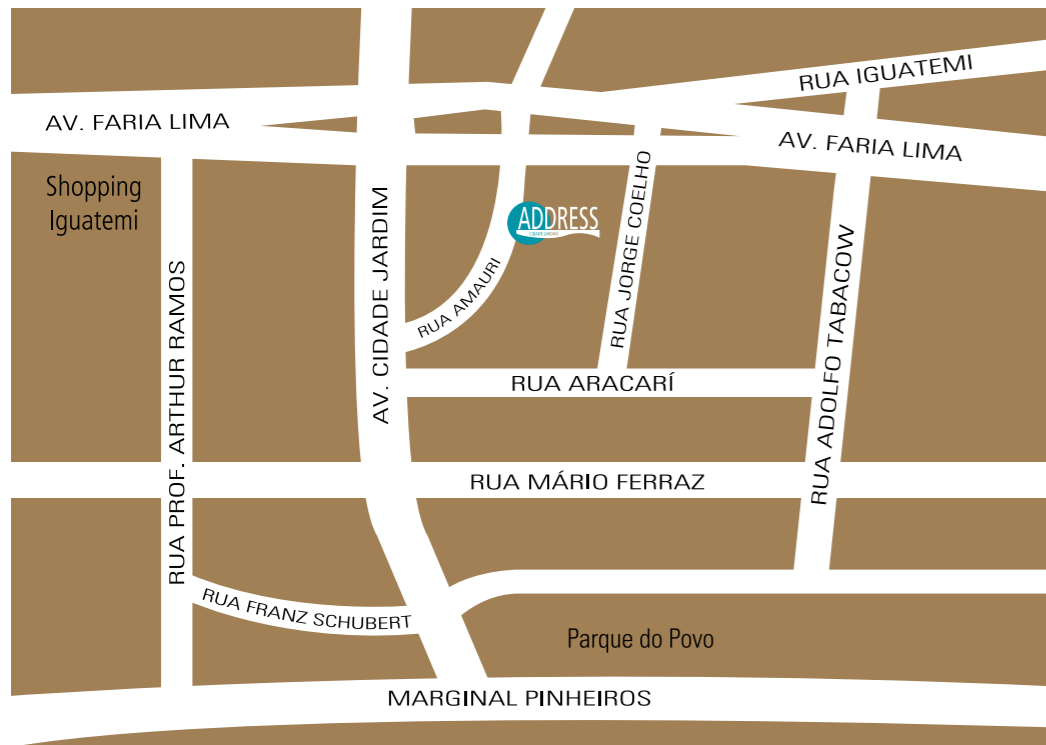 RUA IGUATEMI
AV. FARIA LIMA
AV. FARIA LIMA
Shopping
Iguatemi
ADDRESS
CIDADE JARDIM
RUA AMAURI
RUA JORGE COELHO
AV. CIDADE JARDIM
RUA ADOLFO TABACOW
RUA PROF. ARTHUR RAMOS
RUA ARACARÍ
RUA MÁRIO FERRAZ
RUA FRANZ SCHUBERT
Parque do Povo
MARGINAL PINHEIROS